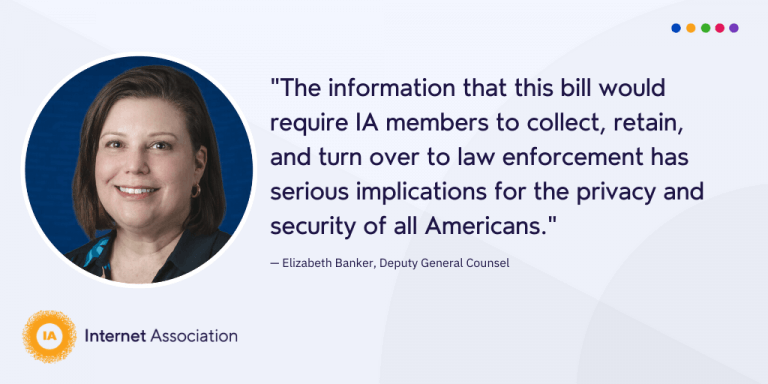 "The information that this bill would
require IA members to collect, retain,
and turn over to law enforcement has
serious implications for the privacy and
security of all Americans."
— Elizabeth Banker, Deputy General Counsel
IA Internet Association